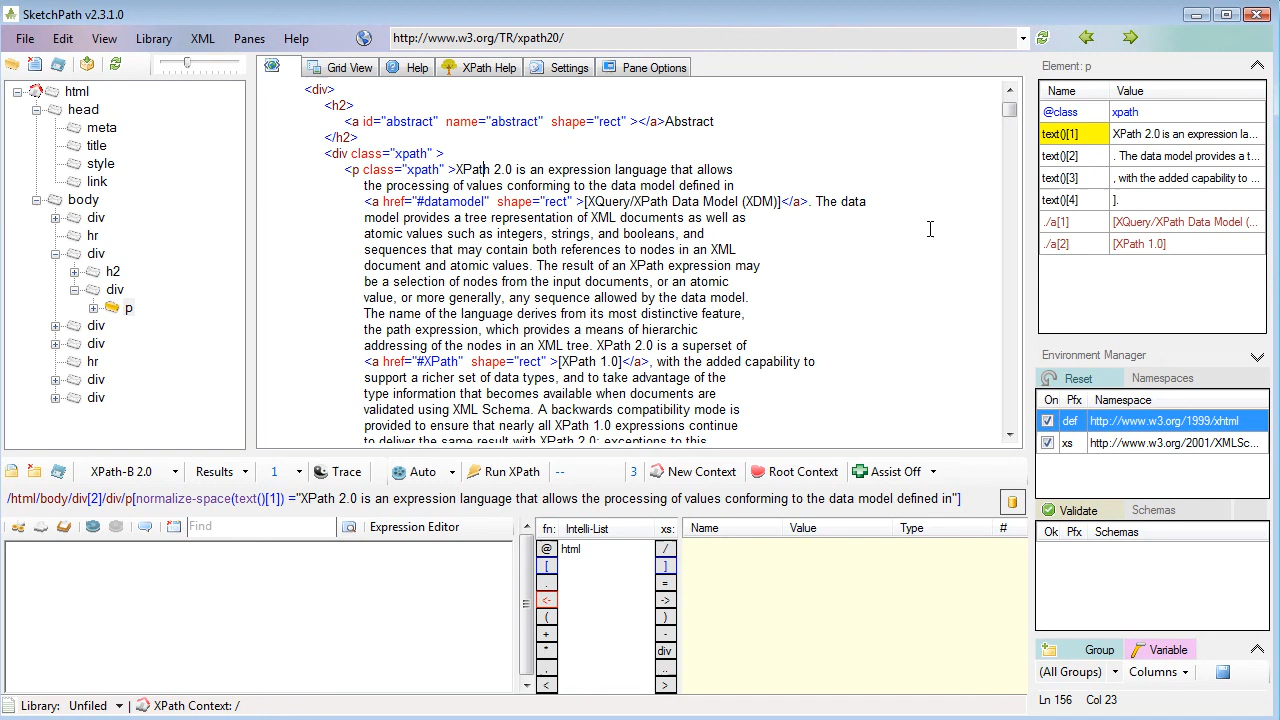 SketchPath v2.3.1.0
File Edit View Library XML Panes Help
http://www.w3.org/TR/xpath20/
Grid View Help XPath Help Settings Pane Options
html
head
meta
title
style
link
body
div
hr
div
h2
div
p
div
div
hr
div
div
<div>
<h2>
<a id="abstract" name="abstract" shape="rect" ></a>Abstract
</h2>
<div class="xpath" >
<p class="xpath" >XPath 2.0 is an expression language that allows
the processing of values conforming to the data model defined in
<a href="#datamodel" shape="rect" >[XQuery/XPath Data Model (XDM)]</a>. The data
model provides a tree representation of XML documents as well as
atomic values such as integers, strings, and booleans, and
sequences that may contain both references to nodes in an XML
document and atomic values. The result of an XPath expression may
be a selection of nodes from the input documents, or an atomic
value, or more generally, any sequence allowed by the data model.
The name of the language derives from its most distinctive feature,
the path expression, which provides a means of hierarchic
addressing of the nodes in an XML tree. XPath 2.0 is a superset of
<a href="#XPath" shape="rect" >[XPath 1.0]</a>, with the added capability to
support a richer set of data types, and to take advantage of the
type information that becomes available when documents are
validated using XML Schema. A backwards compatibility mode is
provided to ensure that nearly all XPath 1.0 expressions continue
to deliver the same result with XPath 2.0; exceptions to this
Element: p
Name Value
@class xpath
text()[1] XPath 2.0 is an expression la...
text()[2] . The data model provides a t...
text()[3] , with the added capability to ...
text()[4] ].
./a[1] [XQuery/XPath Data Model (...
./a[2] [XPath 1.0]
Environment Manager
Reset Namespaces
On Pfx Namespace
def http://www.w3.org/1999/xhtml
xs http://www.w3.org/2001/XMLSc...
Validate Schemas
Ok Pfx Schemas
Group Variable
(All Groups) Columns
Ln 156 Col 23
XPath-B 2.0 Results 1 Trace Auto Run XPath -- 3 New Context Root Context Assist Off
/html/body/div[2]/div/p[normalize-space(text()[1]) ="XPath 2.0 is an expression language that allows the processing of values conforming to the data model defined in"]
Find Expression Editor
fn: Intelli-List xs:
@ html /
[ ]
. =
<- ->
( )
+ -
* div
, ..
< >
Name Value Type #
Library: Unfiled XPath Context: /